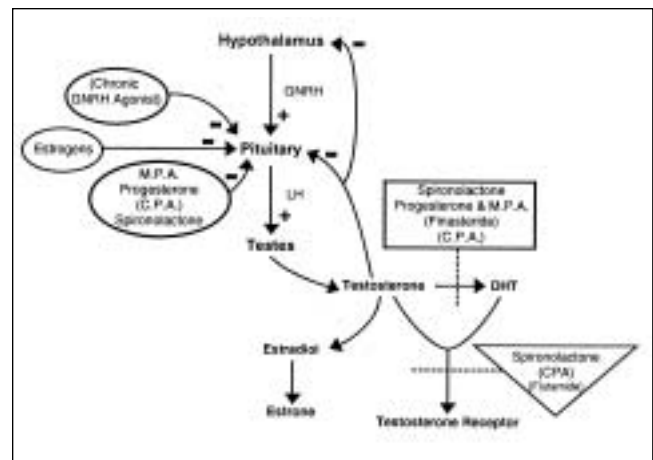 Hypothalamus
GNRH
+
(Chronic
GNRH Agonist)
Estrogens
Pituitary
M.P.A.
Progesterone
(C.P.A.)
Spironolactone
LH
+
Testes
Spironolactone
Progesterone & M.P.A.
(Finasteride)
(C.P.A.)
Testosterone
DHT
Estradiol
Estrone
Spironolactone
(CPA)
(Flutamide)
Testosterone Receptor